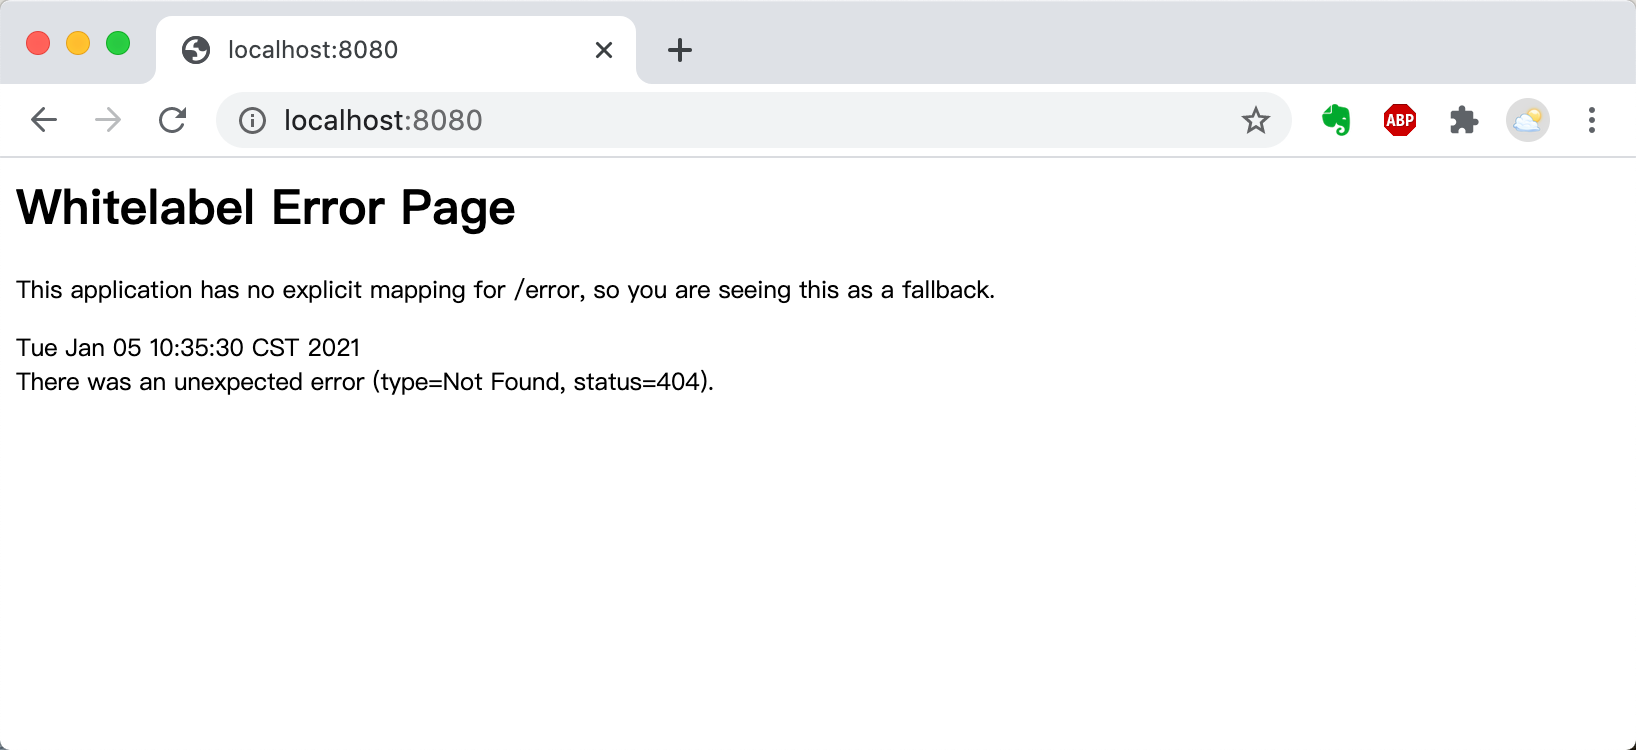 localhost:8080
localhost:8080
ABP
Whitelabel Error Page
This application has no explicit mapping for /error, so you are seeing this as a fallback.
Tue Jan 05 10:35:30 CST 2021
There was an unexpected error (type=Not Found, status=404).